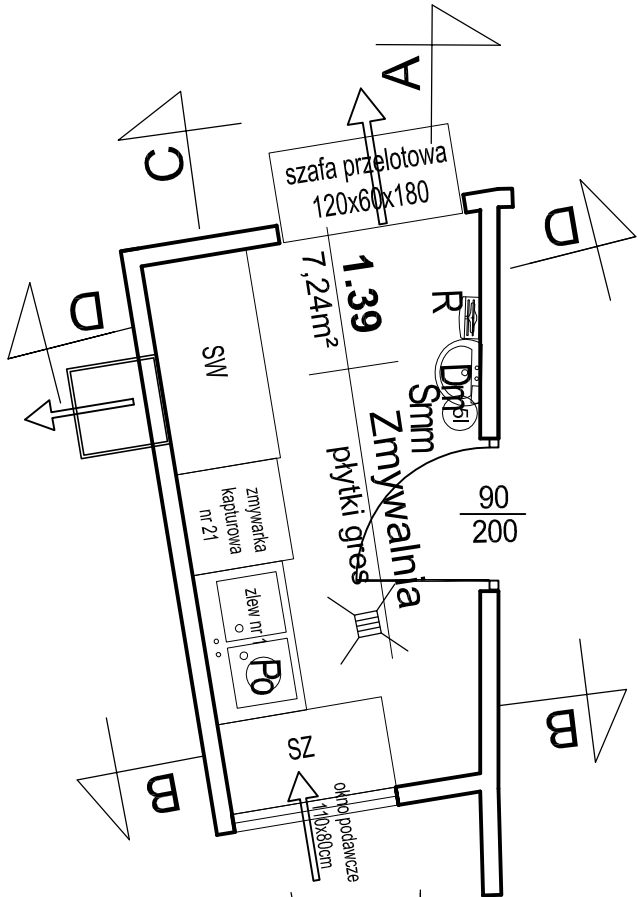 A
C
szafa przelotowa
120x60x180
D
1.39
7,24m²
R
D
SW
Dm
5l
Smm
Zmywalnia
płytki gres
90
200
zmywarka
kapturowa
nr 21
zlew nr 1
Po
B
SZ
B
okno podawcze
110x80cm